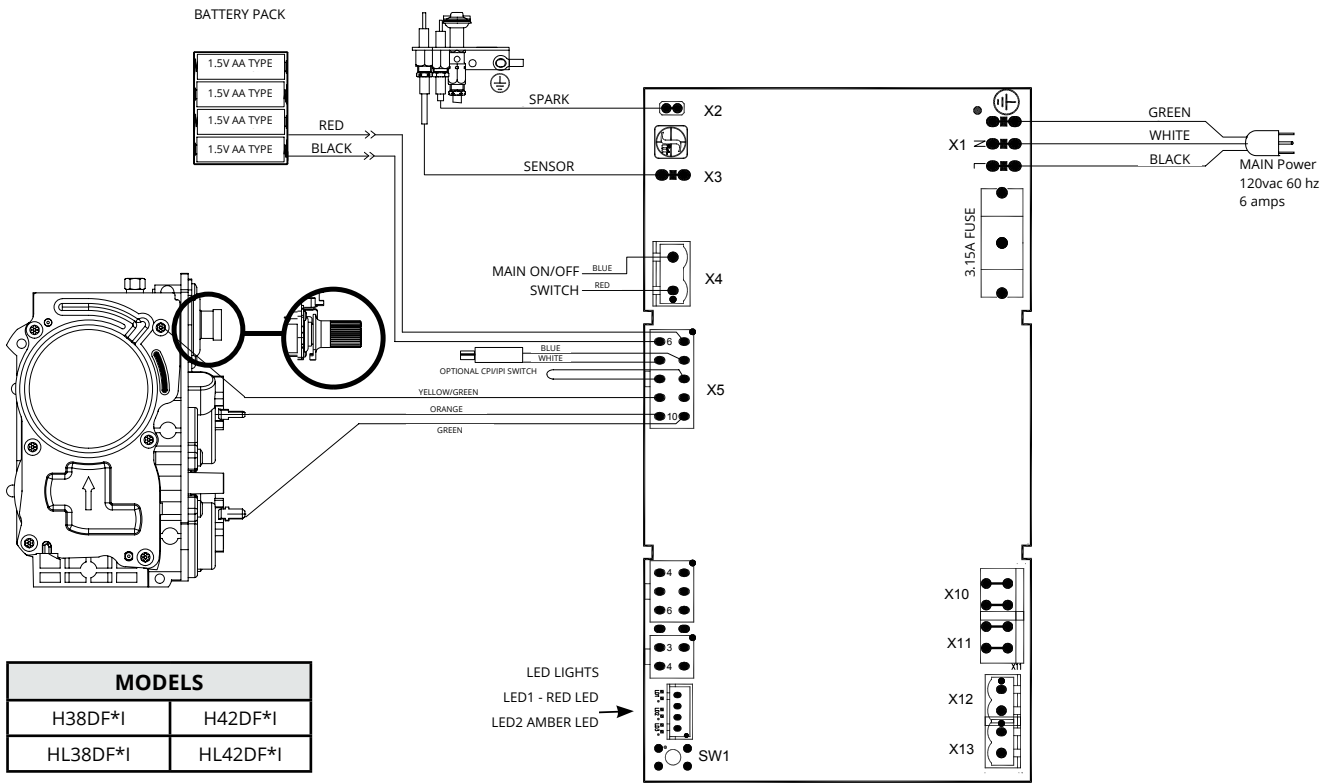 BATTERY PACK
1.5V AA TYPE
1.5V AA TYPE
1.5V AA TYPE
1.5V AA TYPE
RED
BLACK
SPARK
SENSOR
X2
X3
X1
N
L
GREEN
WHITE
BLACK
MAIN Power
120vac 60 hz
6 amps
3.15A FUSE
MAIN ON/OFF
SWITCH
BLUE
RED
X4
6
BLUE
WHITE
OPTIONAL CPI/IPI SWITCH
X5
YELLOW/GREEN
ORANGE
10
GREEN
4
6
3
4
X10
X11
X11
X12
X13
LED LIGHTS
LED1 - RED LED
LED2 AMBER LED
SW1
MODELS
H38DF*I H42DF*I
HL38DF*I HL42DF*I